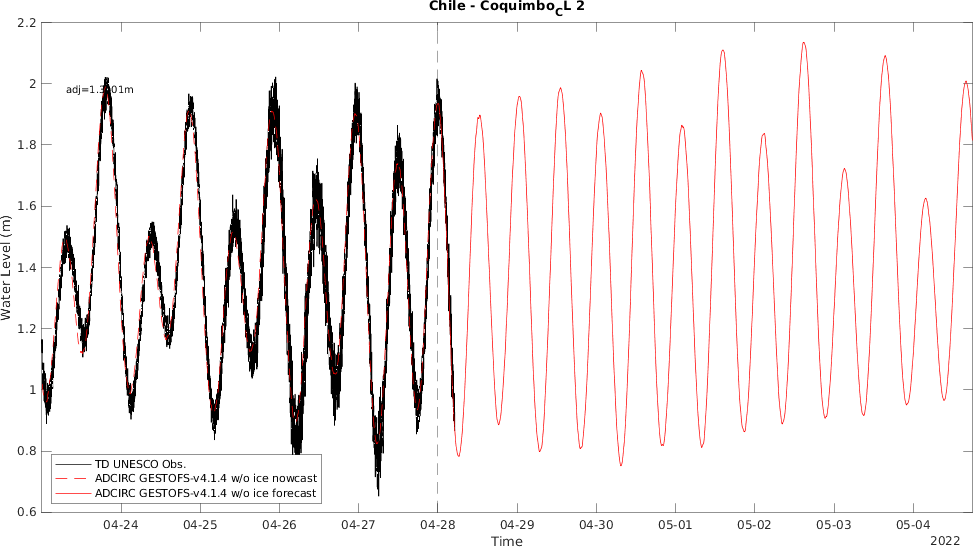 Chile - Coquimbo_CL 2
2.2
2
1.8
1.6
1.4
1.2
1
0.8
0.6
Water Level (m)
TD UNESCO Obs.
ADCIRC GESTOFS-v4.1.4 w/o ice nowcast
ADCIRC GESTOFS-v4.1.4 w/o ice forecast
04-24 04-25 04-26 04-27 04-28 04-29 04-30 05-01 05-02 05-03 05-04
Time
2022